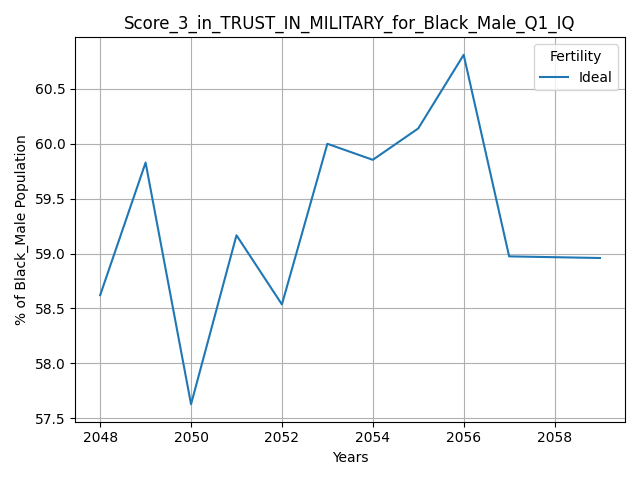 Score_3_in_TRUST_IN_MILITARY_for_Black_Male_Q1_IQ
Fertility
Ideal
% of Black_Male Population
60.5
60.0
59.5
59.0
58.5
58.0
57.5
2048 2050 2052 2054 2056 2058
Years